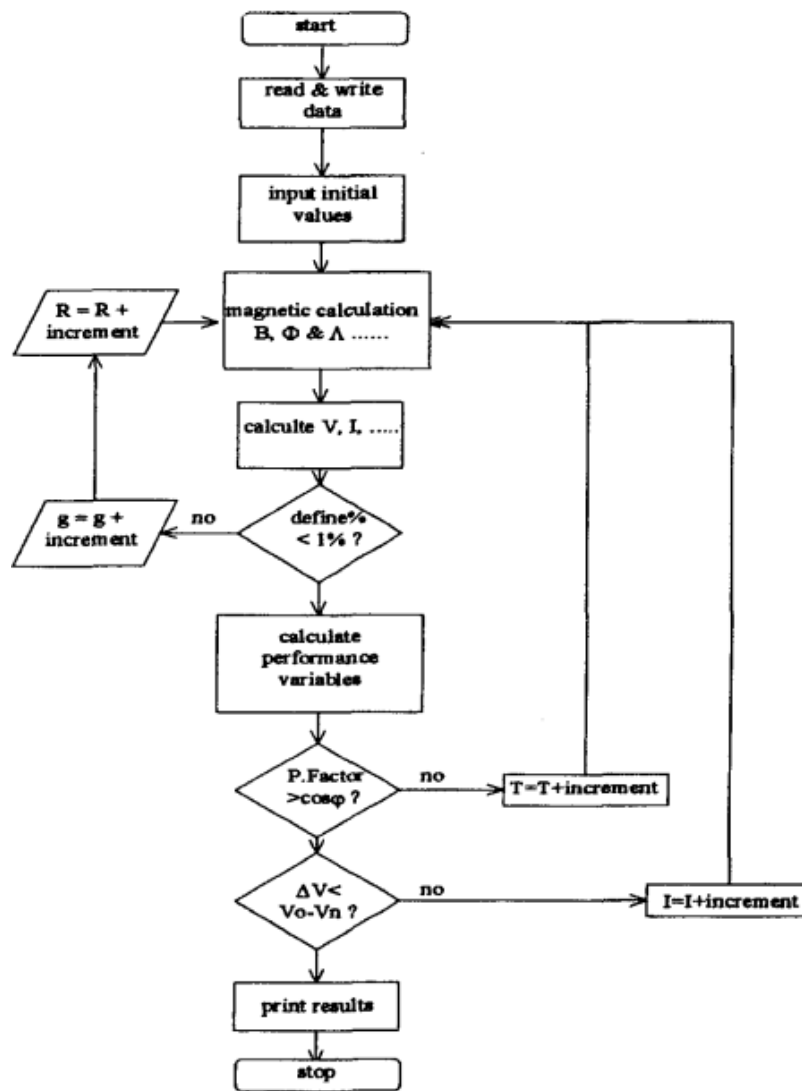 start
read & write
data
input initial
values
R = R +
increment
magnetic calculation
B, Φ & Λ ......
calculte V, I, .....
g = g +
increment
no
define%
< 1% ?
calculate
performance
variables
P.Factor
>cosφ ?
no
T=T+increment
ΔV<
Vo-Vn ?
no
I=I+increment
print results
stop